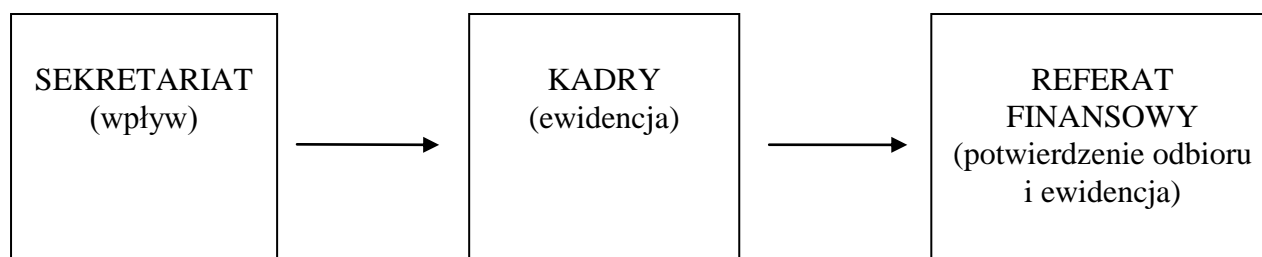 SEKRETARIAT
(wpływ)
KADRY
(ewidencja)
REFERAT
FINANSOWY
(potwierdzenie odbioru
i ewidencja)